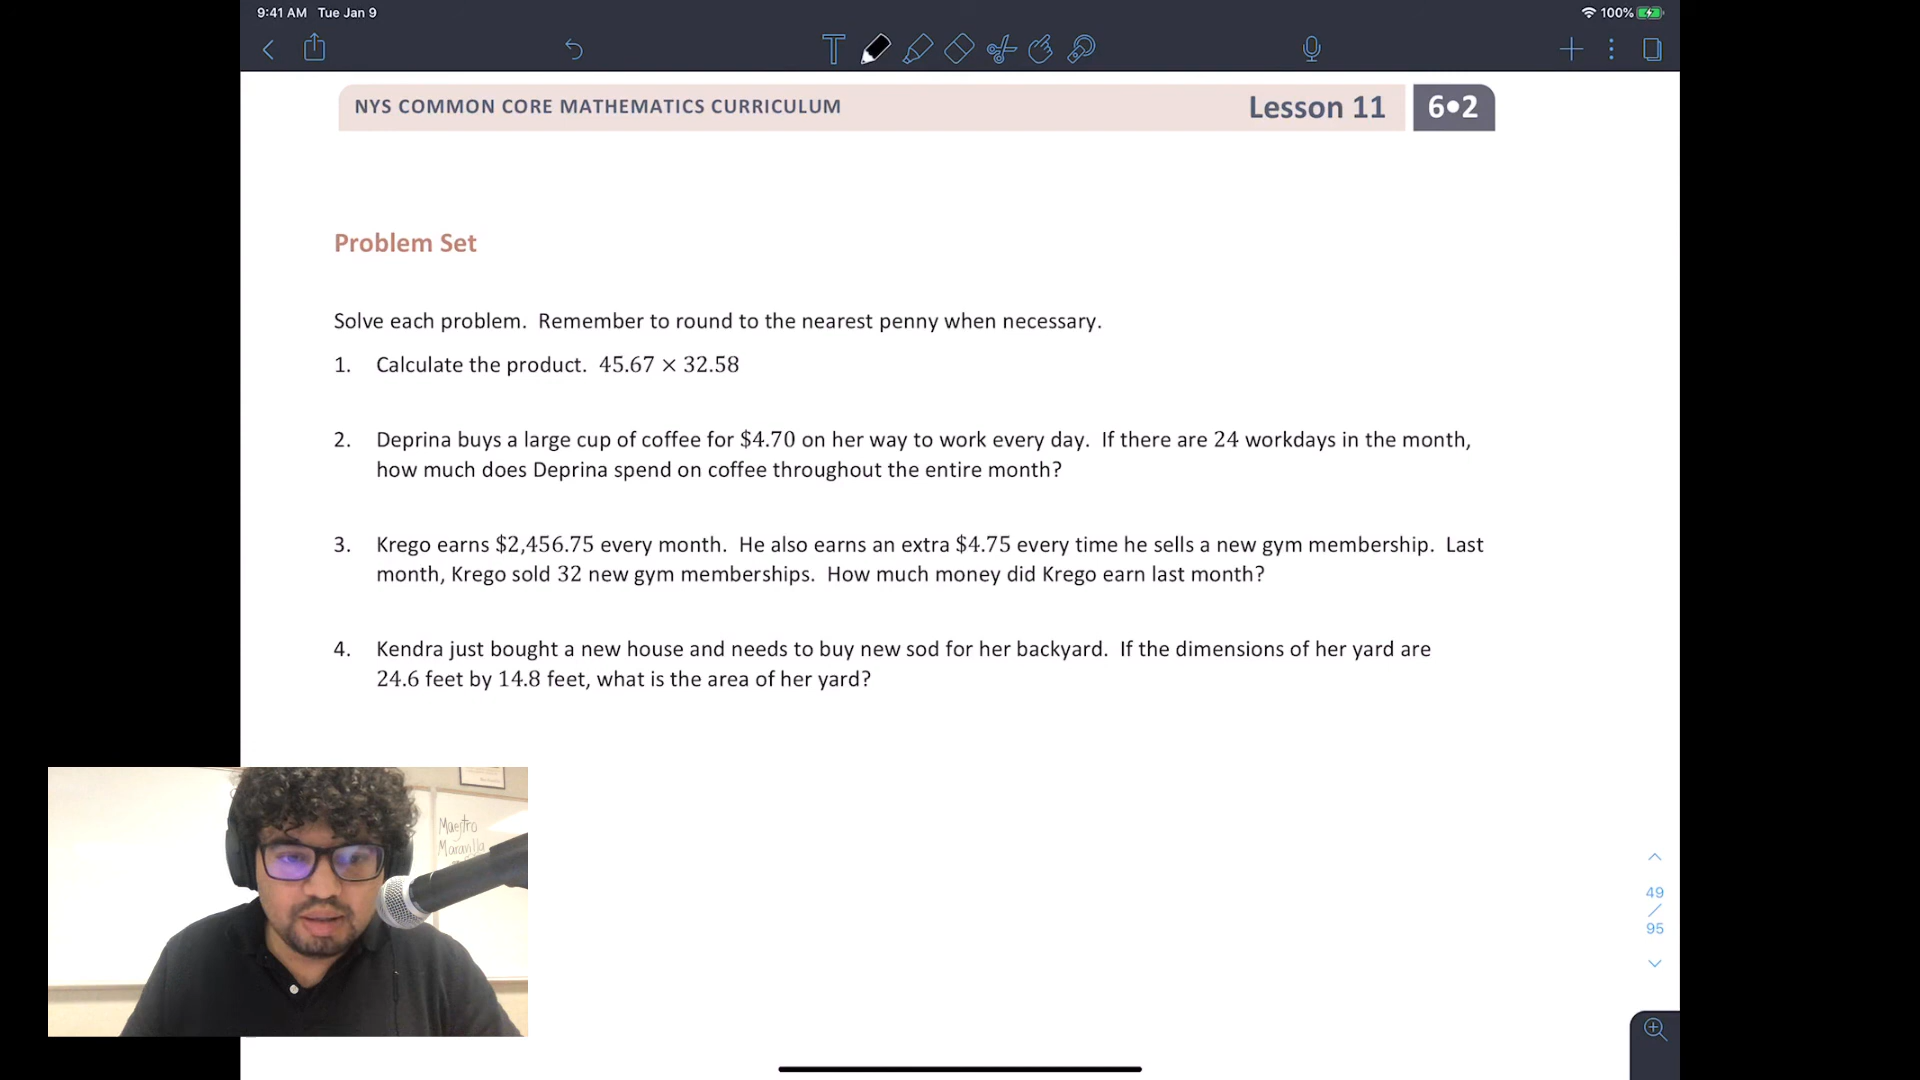 9:41 AM Tue Jan 9
100%
NYS COMMON CORE MATHEMATICS CURRICULUM
Lesson 11
6•2
Problem Set
Solve each problem. Remember to round to the nearest penny when necessary.
1. Calculate the product. 45.67 × 32.58
2. Deprina buys a large cup of coffee for $4.70 on her way to work every day. If there are 24 workdays in the month,
how much does Deprina spend on coffee throughout the entire month?
3. Krego earns $2,456.75 every month. He also earns an extra $4.75 every time he sells a new gym membership. Last
month, Krego sold 32 new gym memberships. How much money did Krego earn last month?
4. Kendra just bought a new house and needs to buy new sod for her backyard. If the dimensions of her yard are
24.6 feet by 14.8 feet, what is the area of her yard?
Maestro
Maravilla
49
/
95